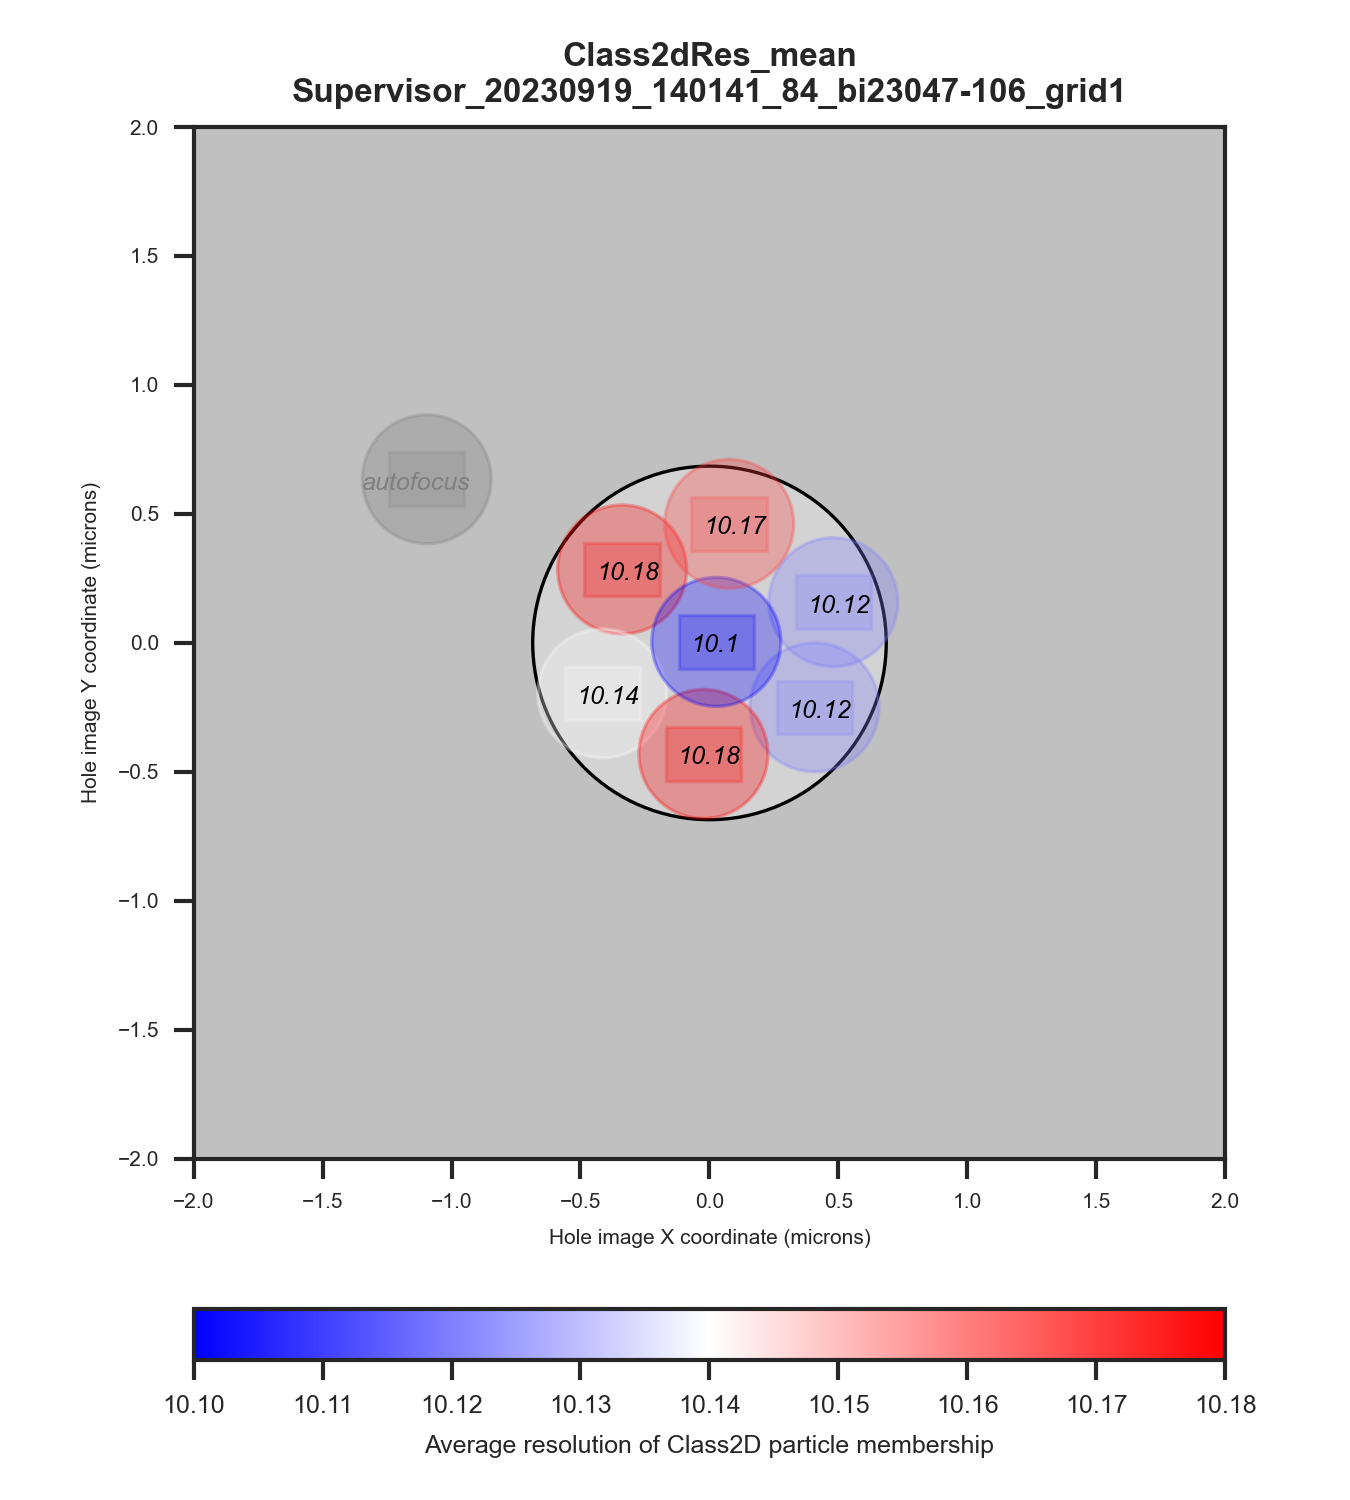 Class2dRes_mean
Supervisor_20230919_140141_84_bi23047-106_grid1
2.0
1.5
1.0
0.5
0.0
−0.5
−1.0
−1.5
−2.0
Hole image Y coordinate (microns)
autofocus
10.17
10.18
10.12
10.1
10.14
10.12
10.18
−2.0 −1.5 −1.0 −0.5 0.0 0.5 1.0 1.5 2.0
Hole image X coordinate (microns)
10.10 10.11 10.12 10.13 10.14 10.15 10.16 10.17 10.18
Average resolution of Class2D particle membership